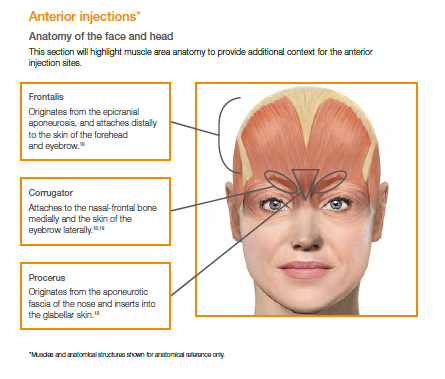 Anterior injections*
Anatomy of the face and head
This section will highlight muscle area anatomy to provide additional context for the anterior
injection sites.
Frontalis
Originates from the epicranial
aponeurosis, and attaches distally
to the skin of the forehead
and eyebrow.¹⁸
Corrugator
Attaches to the nasal-frontal bone
medially and the skin of the
eyebrow laterally.¹⁸,¹⁹
Procerus
Originates from the aponeurotic
fascia of the nose and inserts into
the glabellar skin.¹⁸
*Muscles and anatomical structures shown for anatomical reference only.